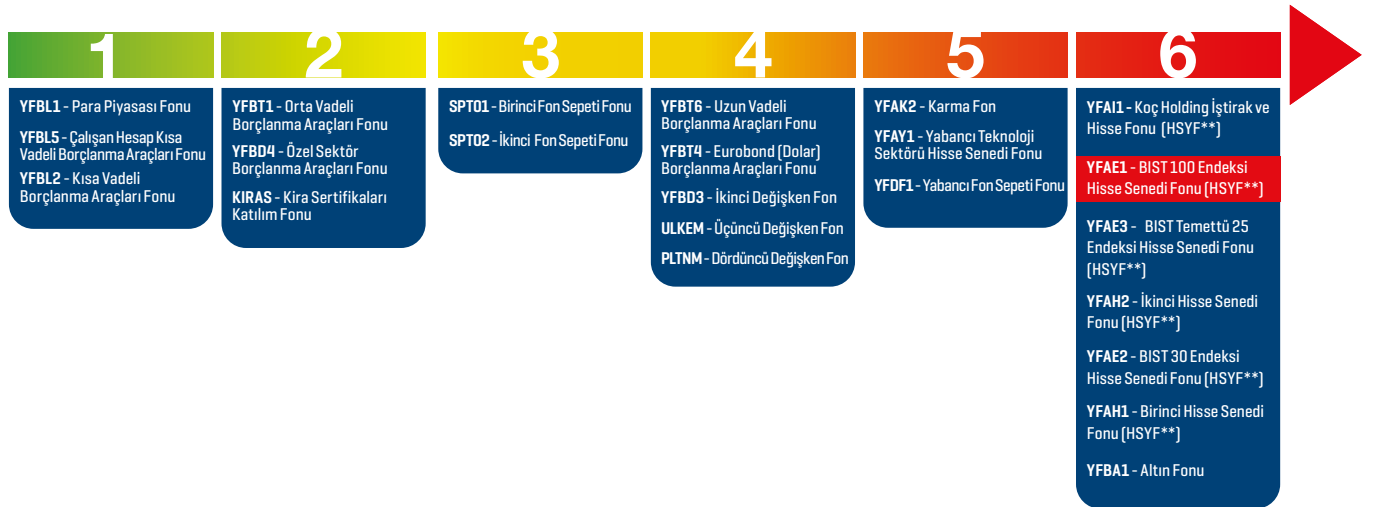 1
YFBL1 - Para Piyasası Fonu
YFBL5 - Çalışan Hesap Kısa
Vadeli Borçlanma Araçları Fonu
YFBL2 - Kısa Vadeli
Borçlanma Araçları Fonu
2
YFBT1 - Orta Vadeli
Borçlanma Araçları Fonu
YFBD4 - Özel Sektör
Borçlanma Araçları Fonu
KIRAS - Kira Sertifikaları
Katılım Fonu
3
SPT01 - Birinci Fon Sepeti Fonu
SPT02 - İkinci Fon Sepeti Fonu
4
YFBT6 - Uzun Vadeli
Borçlanma Araçları Fonu
YFBT4 - Eurobond (Dolar)
Borçlanma Araçları Fonu
YFBD3 - İkinci Değişken Fon
ULKEM - Üçüncü Değişken Fon
PLTNM - Dördüncü Değişken Fon
5
YFAK2 - Karma Fon
YFAY1 - Yabancı Teknoloji
Sektörü Hisse Senedi Fonu
YFDF1 - Yabancı Fon Sepeti Fonu
6
YFAI1 - Koç Holding İştirak ve
Hisse Fonu (HSYF**)
YFAE1 - BIST 100 Endeksi
Hisse Senedi Fonu (HSYF**)
YFAE3 - BIST Temettü 25
Endeksi Hisse Senedi Fonu
(HSYF**)
YFAH2 - İkinci Hisse Senedi
Fonu (HSYF**)
YFAE2 - BIST 30 Endeksi
Hisse Senedi Fonu (HSYF**)
YFAH1 - Birinci Hisse Senedi
Fonu (HSYF**)
YFBA1 - Altın Fonu